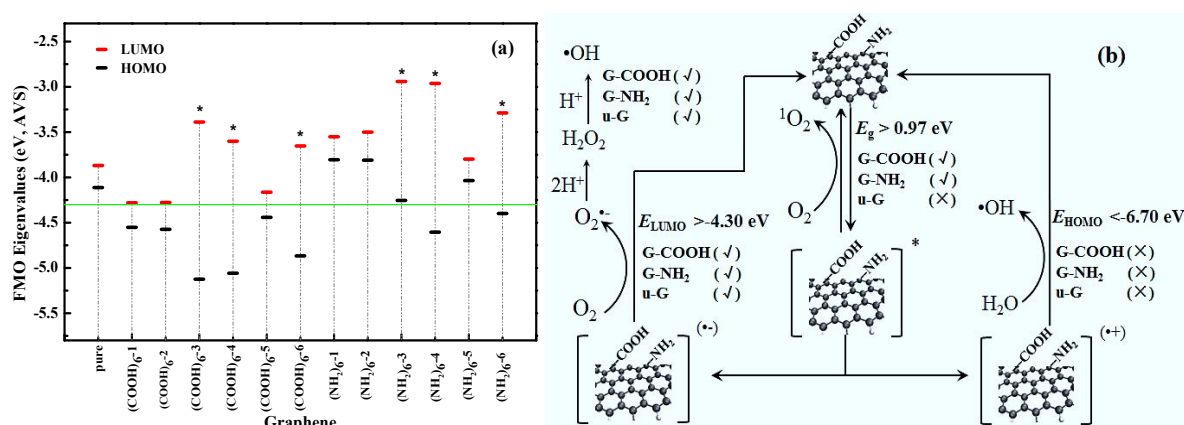 (a)
LUMO
HOMO
FMO Eigenvalues (eV, AVS)
-2.5
-3.0
-3.5
-4.0
-4.5
-5.0
-5.5
* * * * * *
pure
(COOH)6-1
(COOH)6-2
(COOH)6-3
(COOH)6-4
(COOH)6-5
(COOH)6-6
(NH2)6-1
(NH2)6-2
(NH2)6-3
(NH2)6-4
(NH2)6-5
(NH2)6-6
Graphene
(b)
•OH
H+
G-COOH (√)
G-NH2 (√)
u-G (√)
H2O2
2H+
O2•-
O2
ELUMO >-4.30 eV
G-COOH (√)
G-NH2 (√)
u-G (√)
COOH
NH2
1O2
O2
Eg > 0.97 eV
G-COOH (√)
G-NH2 (√)
u-G (×)
COOH
NH2
*
•OH
H2O
EHOMO <-6.70 eV
G-COOH (×)
G-NH2 (×)
u-G (×)
COOH
NH2
(•-)
COOH
NH2
(•+)